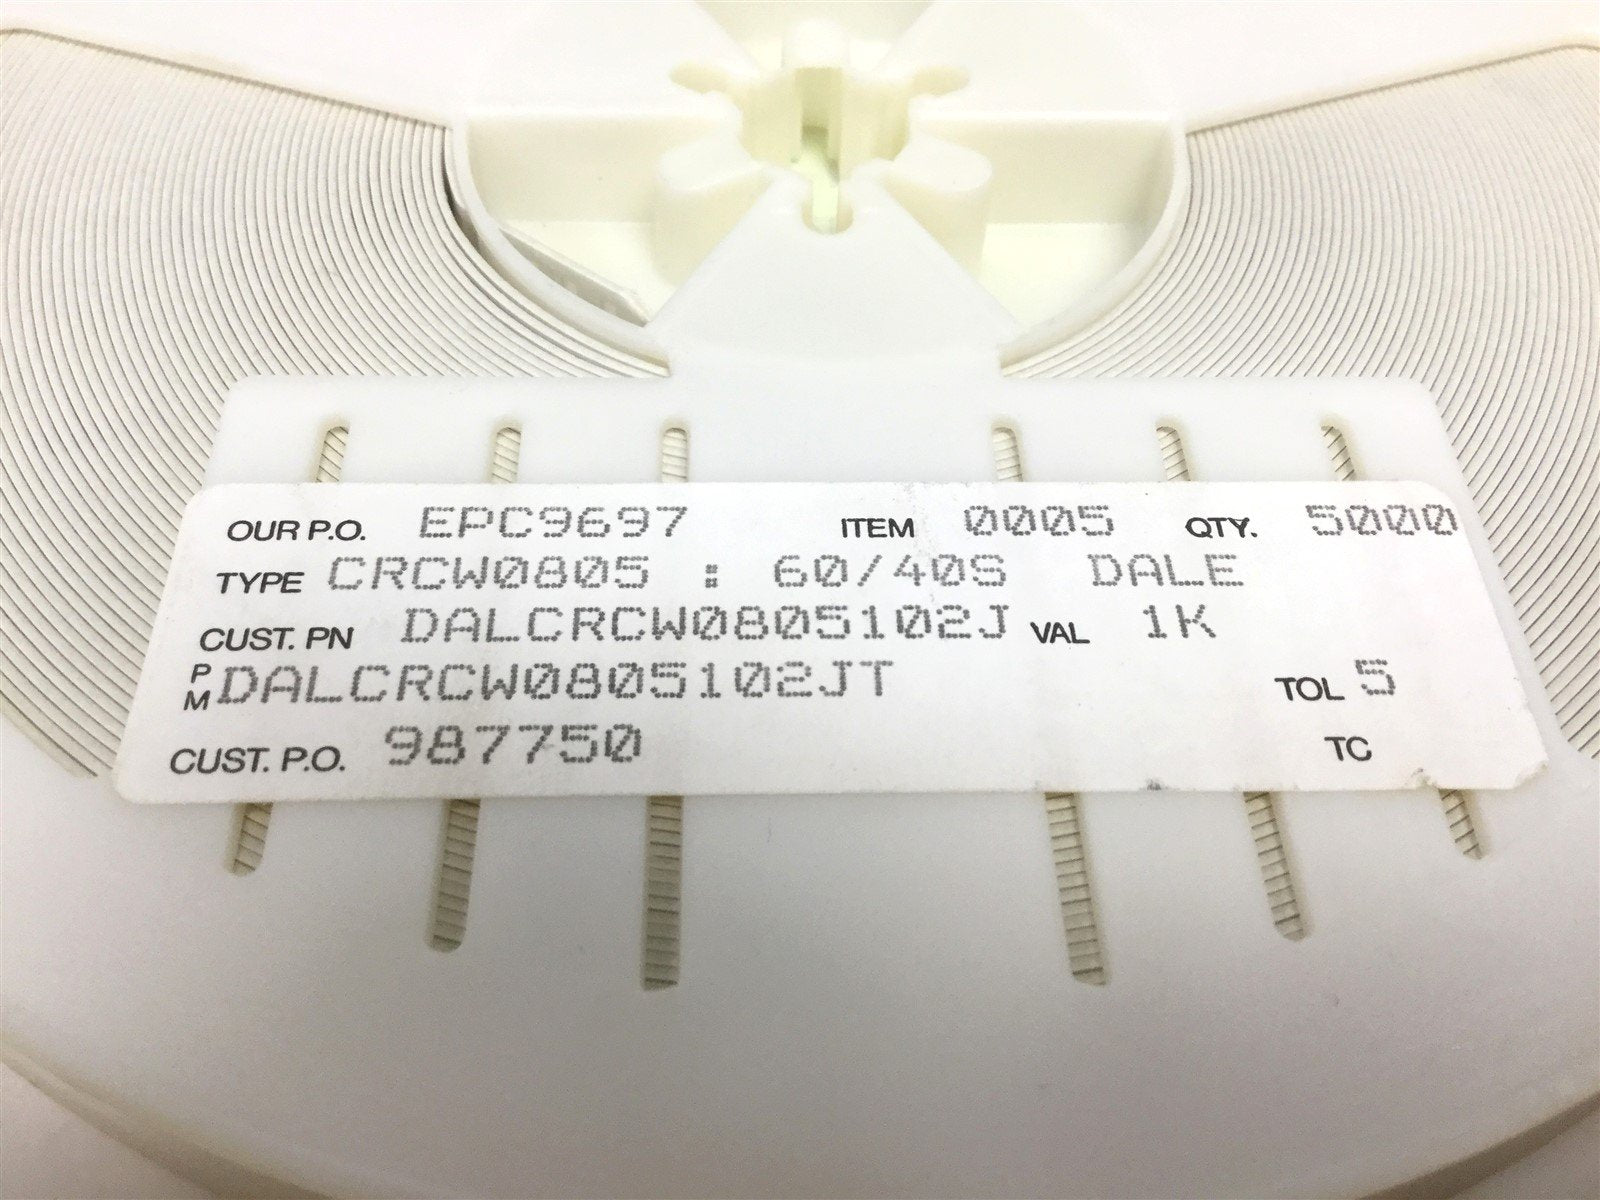 OUR P.O. EPC9697 ITEM 0005 QTY. 5000
TYPE CRCW0805 : 60/40S DALE
CUST. PN DALCRCW0805102J VAL 1K
PM DALCRCW0805102JT TOL 5
CUST. P.O. 987750 TC